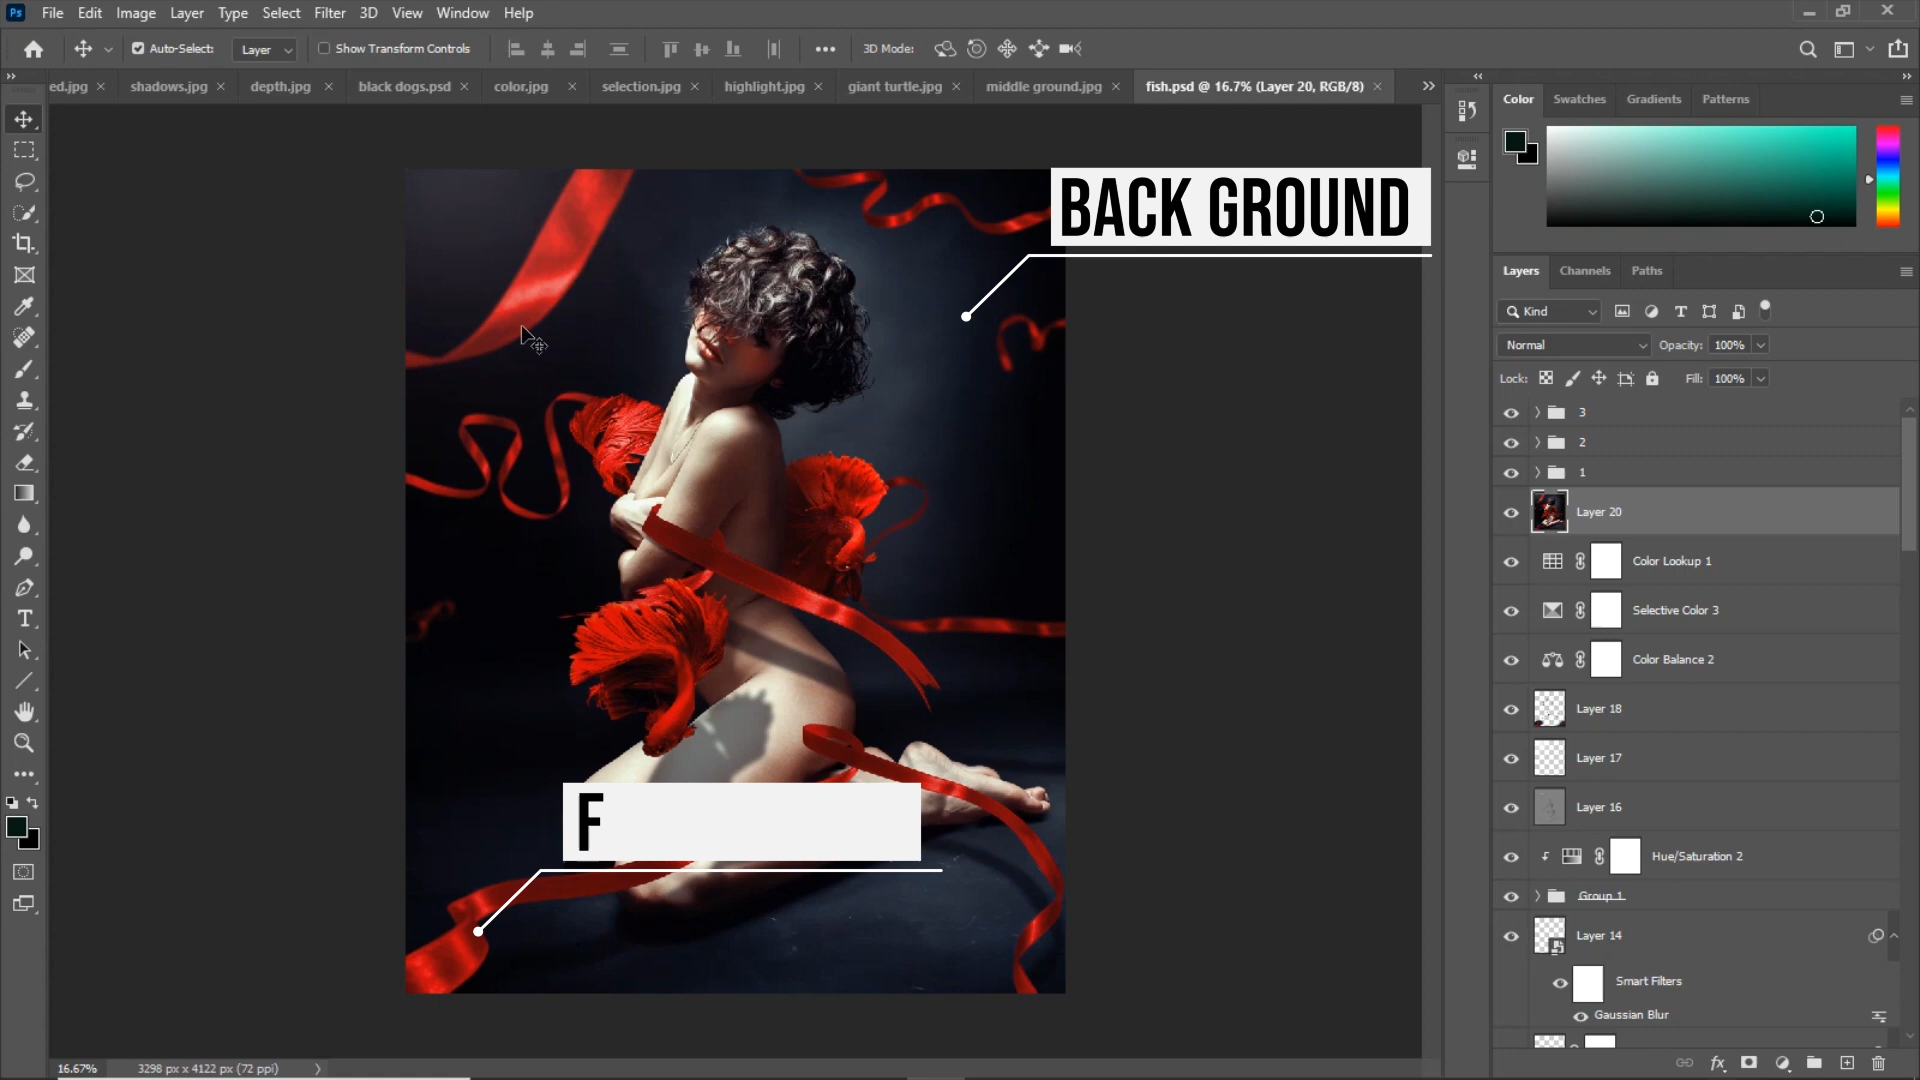 Ps File Edit Image Layer Type Select Filter 3D View Window Help
Auto-Select: Layer Show Transform Controls 3D Mode:
ed.jpg × shadows.jpg × depth.jpg × black dogs.psd × color.jpg × selection.jpg × highlight.jpg × giant turtle.jpg × middle ground.jpg × fish.psd @ 16.7% (Layer 20, RGB/8) ×
Color Swatches Gradients Patterns
BACK GROUND
Layers Channels Paths
Kind
Normal Opacity: 100%
Lock: Fill: 100%
3
2
1
Layer 20
Color Lookup 1
Selective Color 3
Color Balance 2
Layer 18
Layer 17
Layer 16
F
Hue/Saturation 2
Group 1
Layer 14
Smart Filters
Gaussian Blur
16.67% 3298 px x 4122 px (72 ppi)
fx